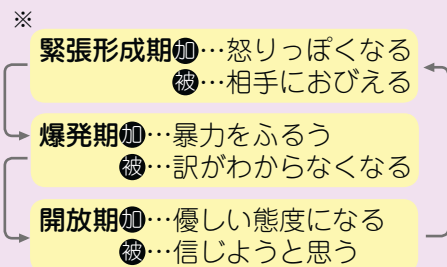 ※
緊張形成期加…怒りっぽくなる
被…相手におびえる
爆発期加…暴力をふるう
被…訳がわからなくなる
開放期加…優しい態度になる
被…信じようと思う